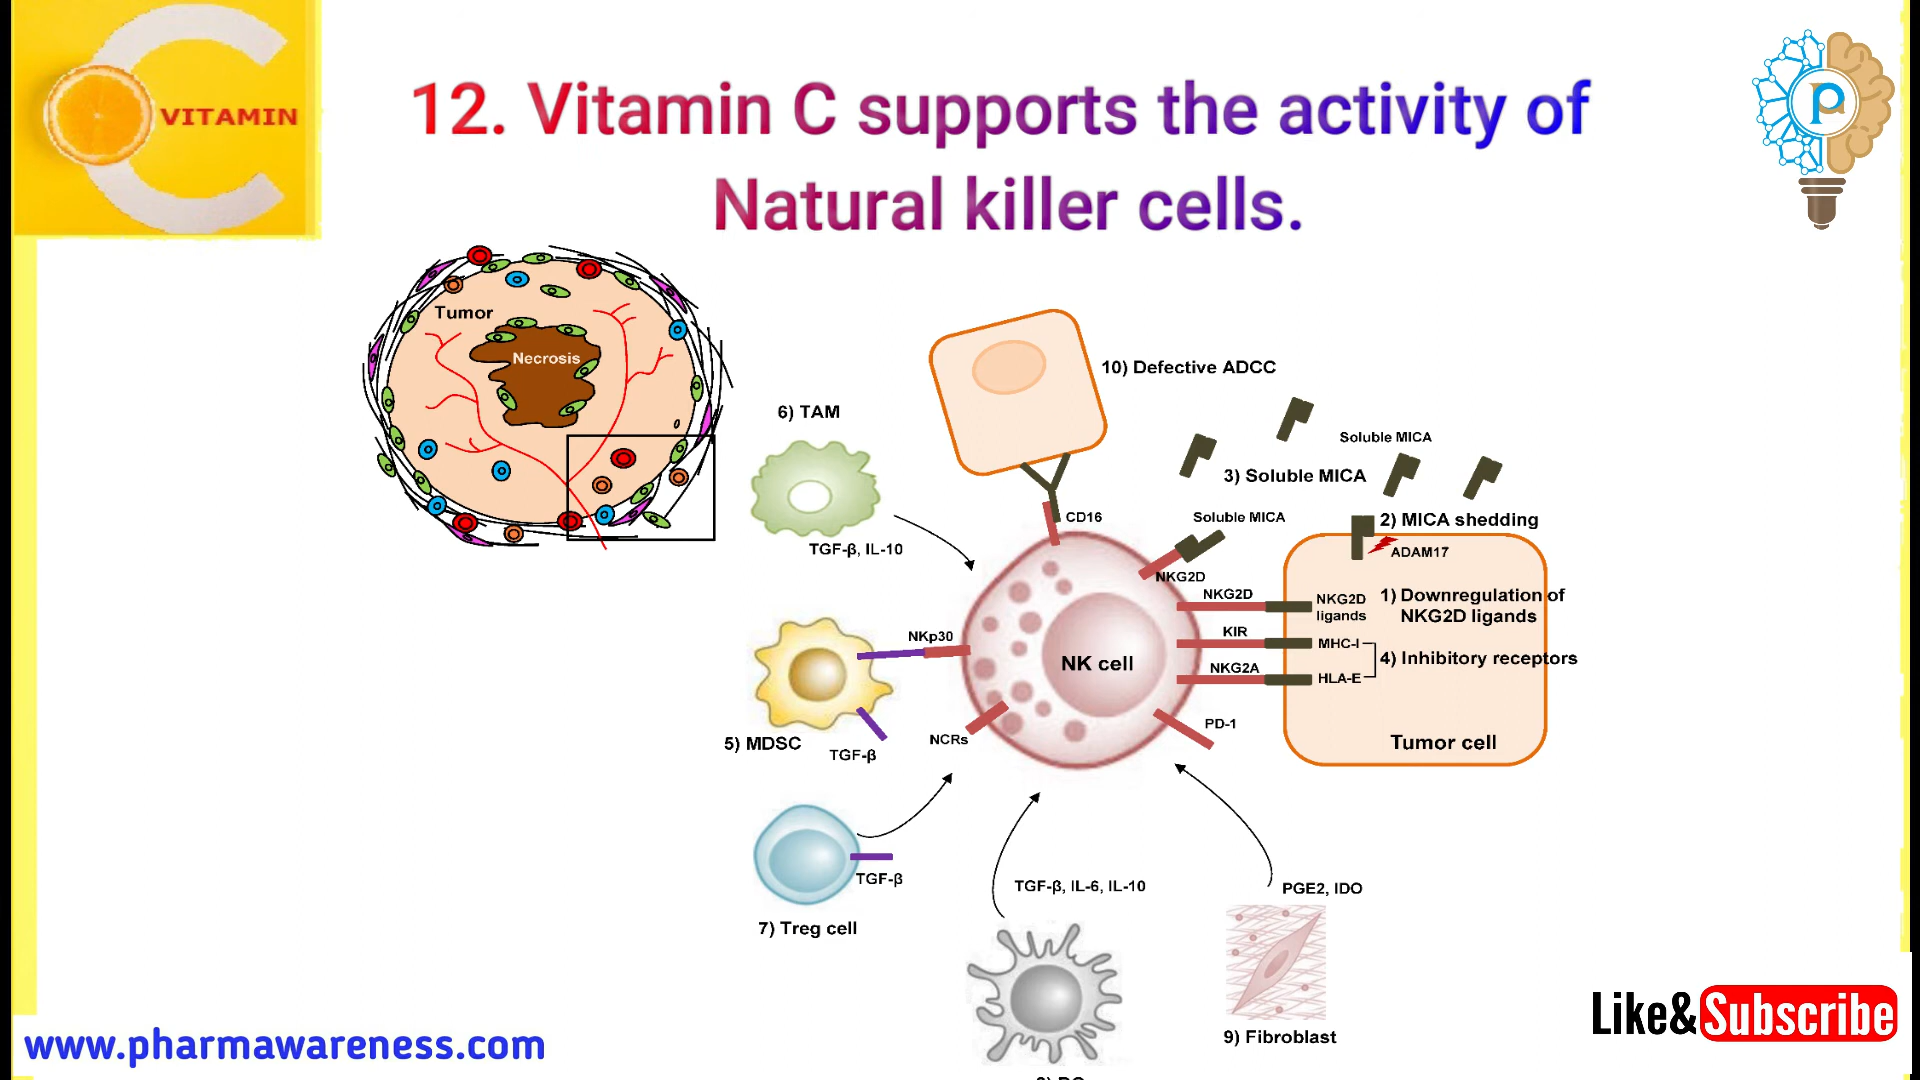 VITAMIN
12. Vitamin C supports the activity of
Natural killer cells.
Tumor
Necrosis
10) Defective ADCC
6) TAM
Soluble MICA
3) Soluble MICA
CD16
Soluble MICA
2) MICA shedding
ADAM17
TGF-β, IL-10
NKG2D
NKG2D
NKG2D
ligands
1) Downregulation of
NKG2D ligands
NKp30
KIR
MHC-I
4) Inhibitory receptors
NK cell
NKG2A
HLA-E
PD-1
Tumor cell
NCRs
5) MDSC
TGF-β
TGF-β
7) Treg cell
TGF-β, IL-6, IL-10
PGE2, IDO
9) Fibroblast
Like&Subscribe
www.pharmawareness.com